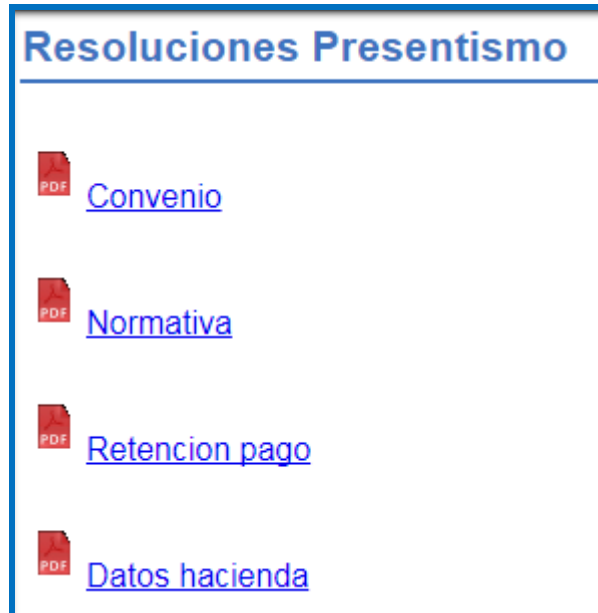 Resoluciones Presentismo
PDF Convenio
PDF Normativa
PDF Retencion pago
PDF Datos hacienda